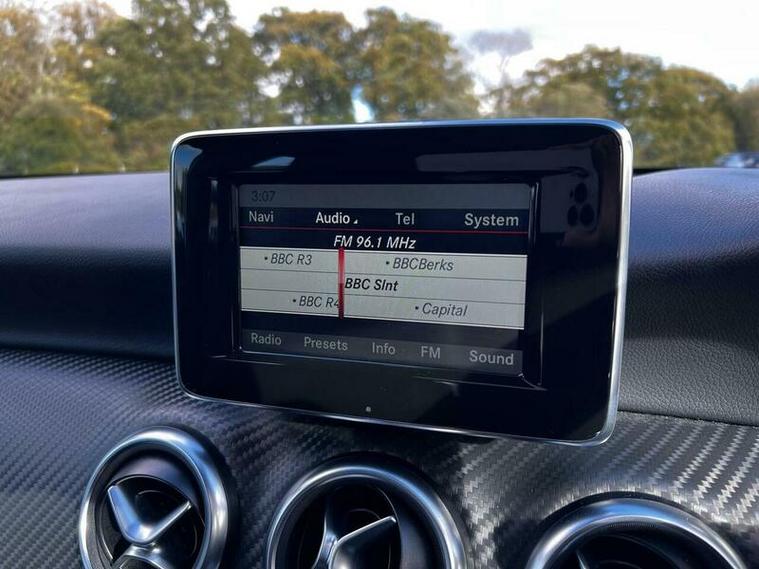 3:07
Navi Audio Tel System
FM 96.1 MHz
• BBC R3 • BBCBerks
BBC Slnt
• BBC R4 • Capital
Radio Presets Info FM Sound